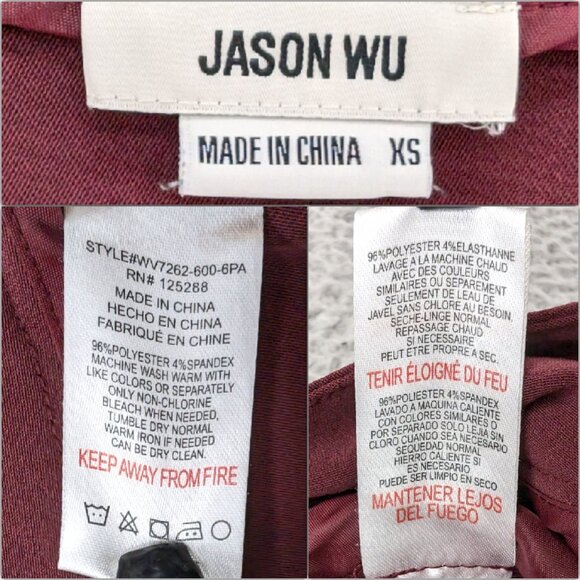 JASON WU
MADE IN CHINA XS
STYLE#WV7262-600-6PA
RN# 125288
MADE IN CHINA
HECHO EN CHINA
FABRIQUÉ EN CHINE
96%POLYESTER 4%SPANDEX
MACHINE WASH WARM WITH
LIKE COLORS OR SEPARATELY
ONLY NON-CHLORINE
BLEACH WHEN NEEDED,
TUMBLE DRY NORMAL
WARM IRON IF NEEDED
CAN BE DRY CLEAN.
KEEP AWAY FROM FIRE
96%POLYESTER 4%ELASTHANNE
LAVAGE A LA MACHINE CHAUD
AVEC DES COULEURS
SIMILAIRES OU SEPAREMENT
SEULEMENT DE L'EAU DE
JAVEL SANS CHLORE AU BESOIN.
SECHE-LINGE NORMAL
REPASSAGE CHAUD
SI NECESSAIRE
PEUT ÊTRE PROPRE A SEC.
TENIR ÉLOIGNÉ DU FEU
96%POLYESTER 4%SPANDEX
LAVADO A MAQUINA CALIENTE
CON COLORES SIMILARES O
POR SEPARADO SOLO LEJIA SIN
CLORO CUANDO SEA NECESARIO
SEQUEDAD NORMAL
HIERRO CALIENTE SI
ES NECESARIO
PUEDE SER LIMPIADO EN SECO
MANTENER LEJOS
DEL FUEGO